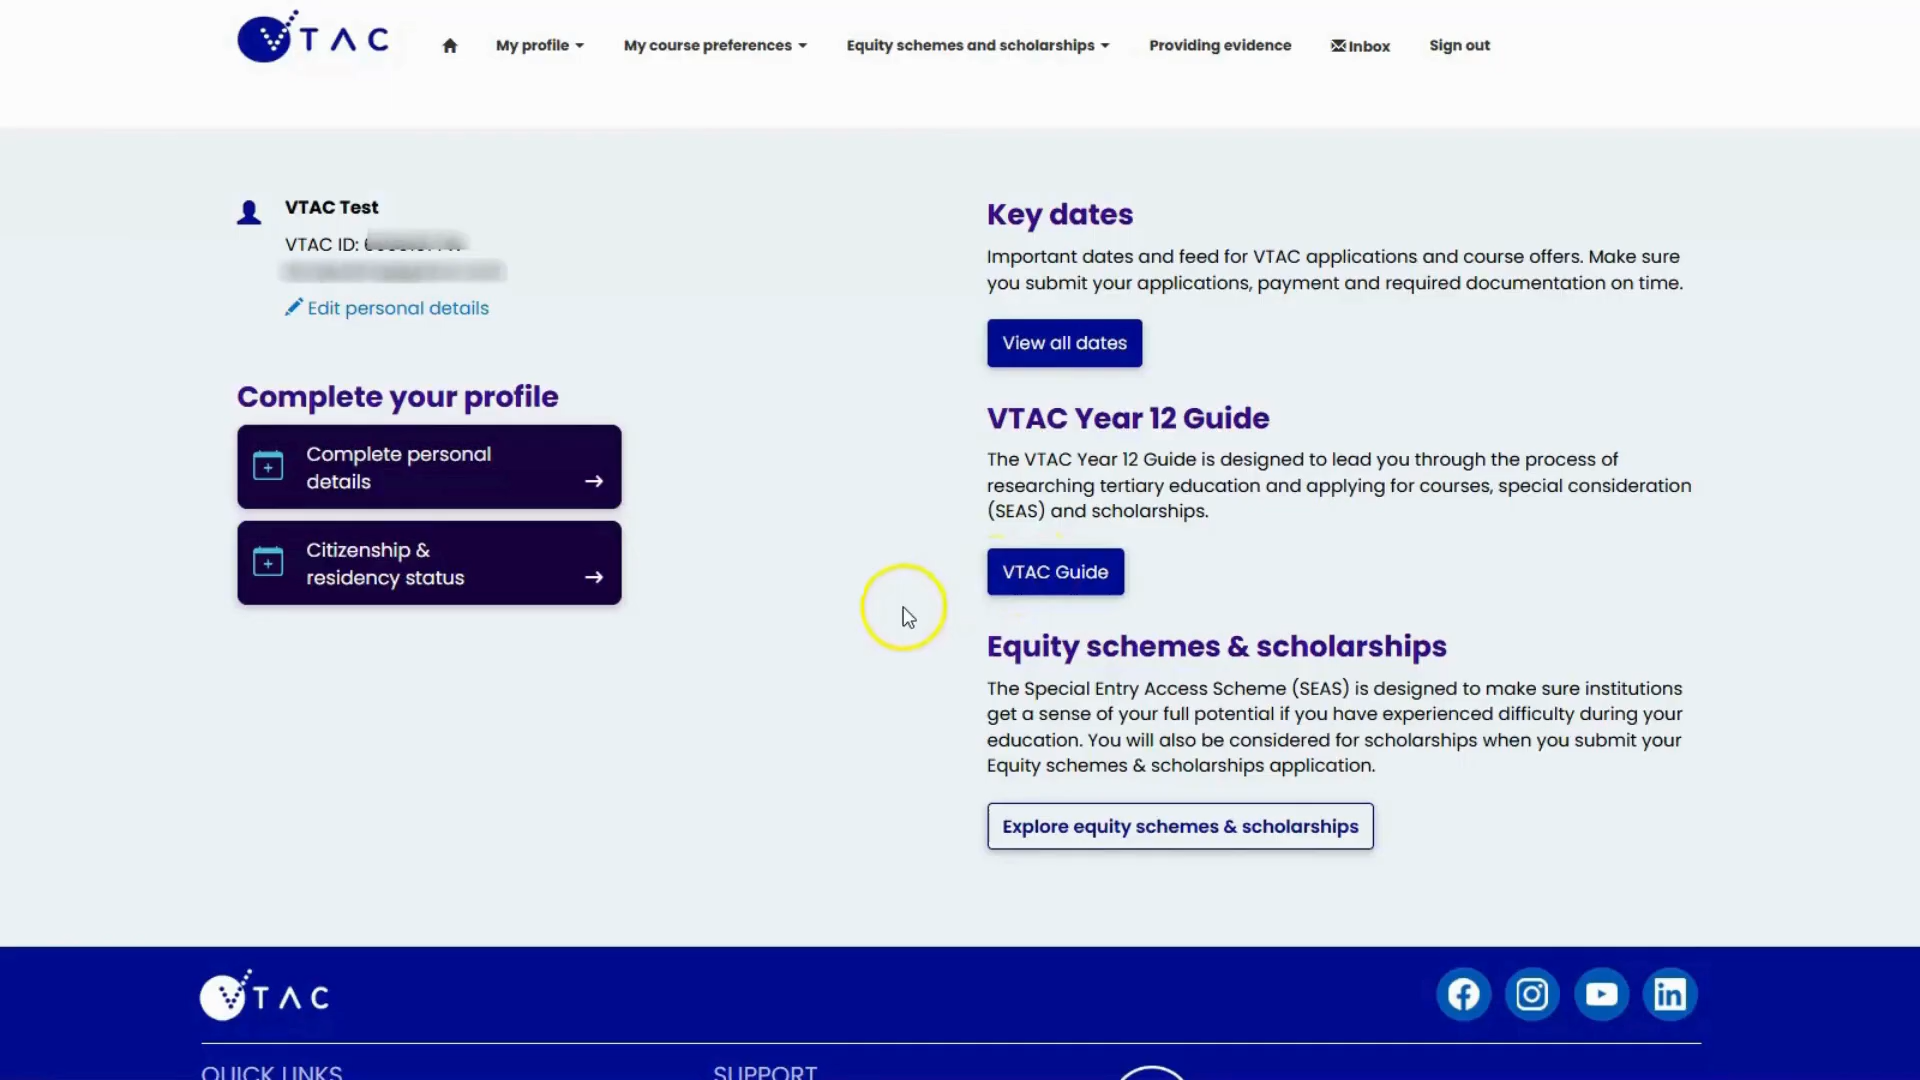 VTAC
My profile
My course preferences
Equity schemes and scholarships
Providing evidence
Inbox
Sign out
VTAC Test
VTAC ID:
Edit personal details
Complete your profile
Complete personal
details
Citizenship &
residency status
Key dates
Important dates and feed for VTAC applications and course offers. Make sure
you submit your applications, payment and required documentation on time.
View all dates
VTAC Year 12 Guide
The VTAC Year 12 Guide is designed to lead you through the process of
researching tertiary education and applying for courses, special consideration
(SEAS) and scholarships.
VTAC Guide
Equity schemes & scholarships
The Special Entry Access Scheme (SEAS) is designed to make sure institutions
get a sense of your full potential if you have experienced difficulty during your
education. You will also be considered for scholarships when you submit your
Equity schemes & scholarships application.
Explore equity schemes & scholarships
VTAC
QUICK LINKS
SUPPORT